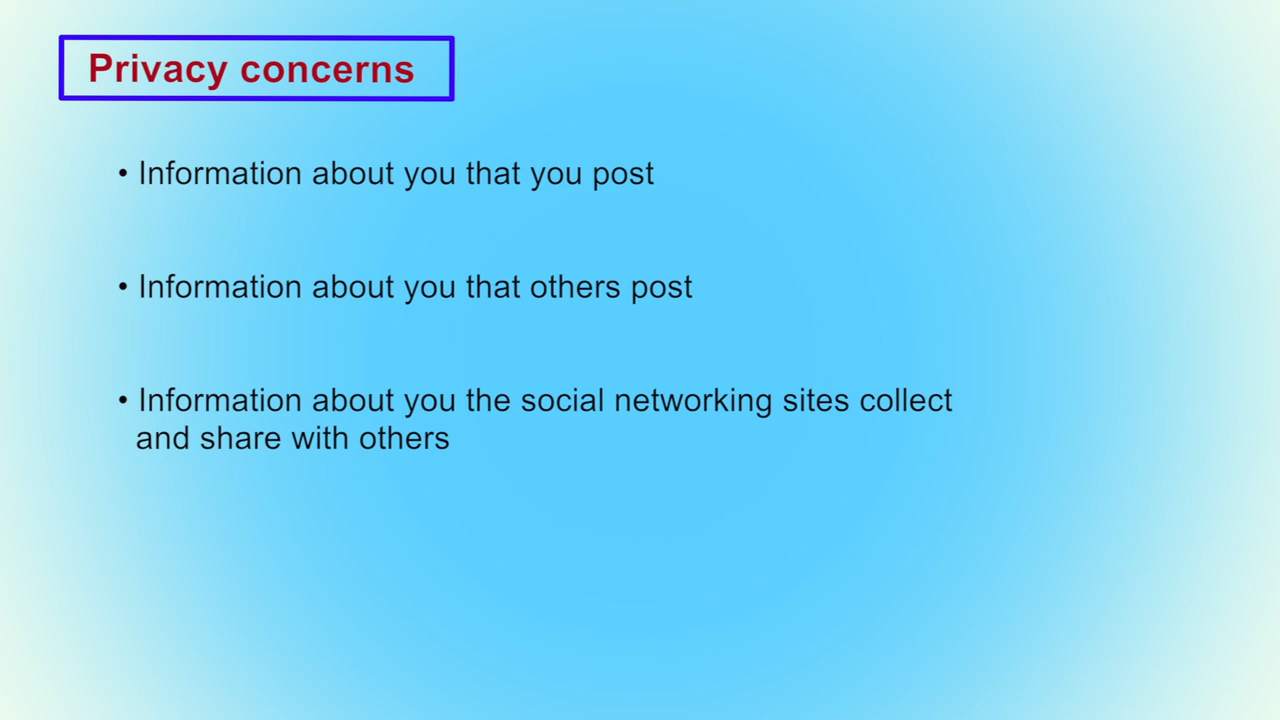 Privacy concerns
• Information about you that you post
• Information about you that others post
• Information about you the social networking sites collect
and share with others